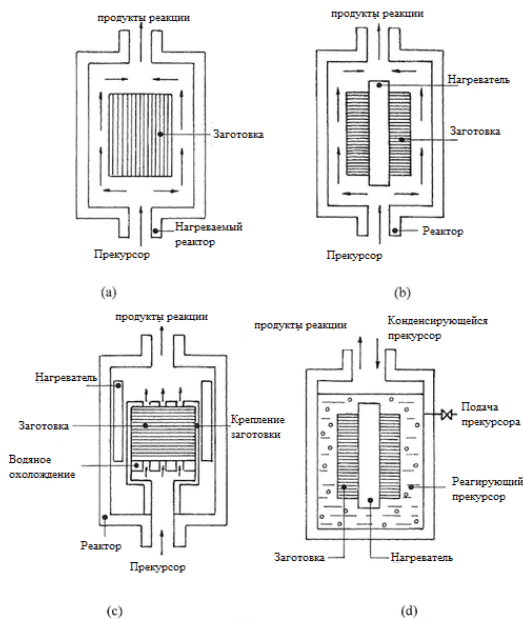 продукты реакции
Заготовка
Нагреваемый
реактор
Прекурсор
(a)
продукты реакции
Нагреватель
Заготовка
Реактор
Прекурсор
(b)
продукты реакции
Нагреватель
Заготовка
Крепление
заготовки
Водяное
охолождение
Реактор
Прекурсор
(c)
продукты реакции
Конденсирующейся
прекурсор
Подача
прекурсора
Реагирующий
прекурсор
Заготовка
Нагреватель
(d)